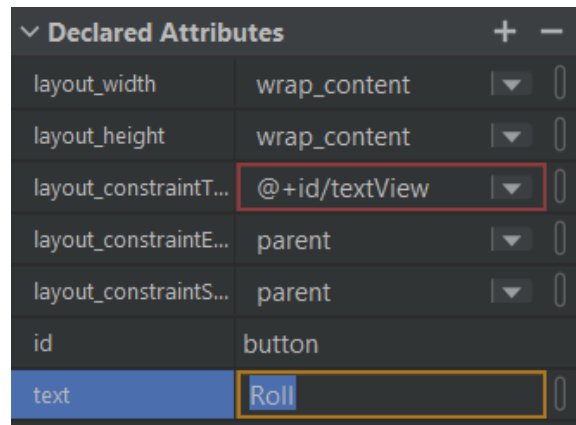 Declared Attributes
layout_width wrap_content
layout_height wrap_content
layout_constraintT... @+id/textView
layout_constraintE... parent
layout_constraintS... parent
id button
text Roll